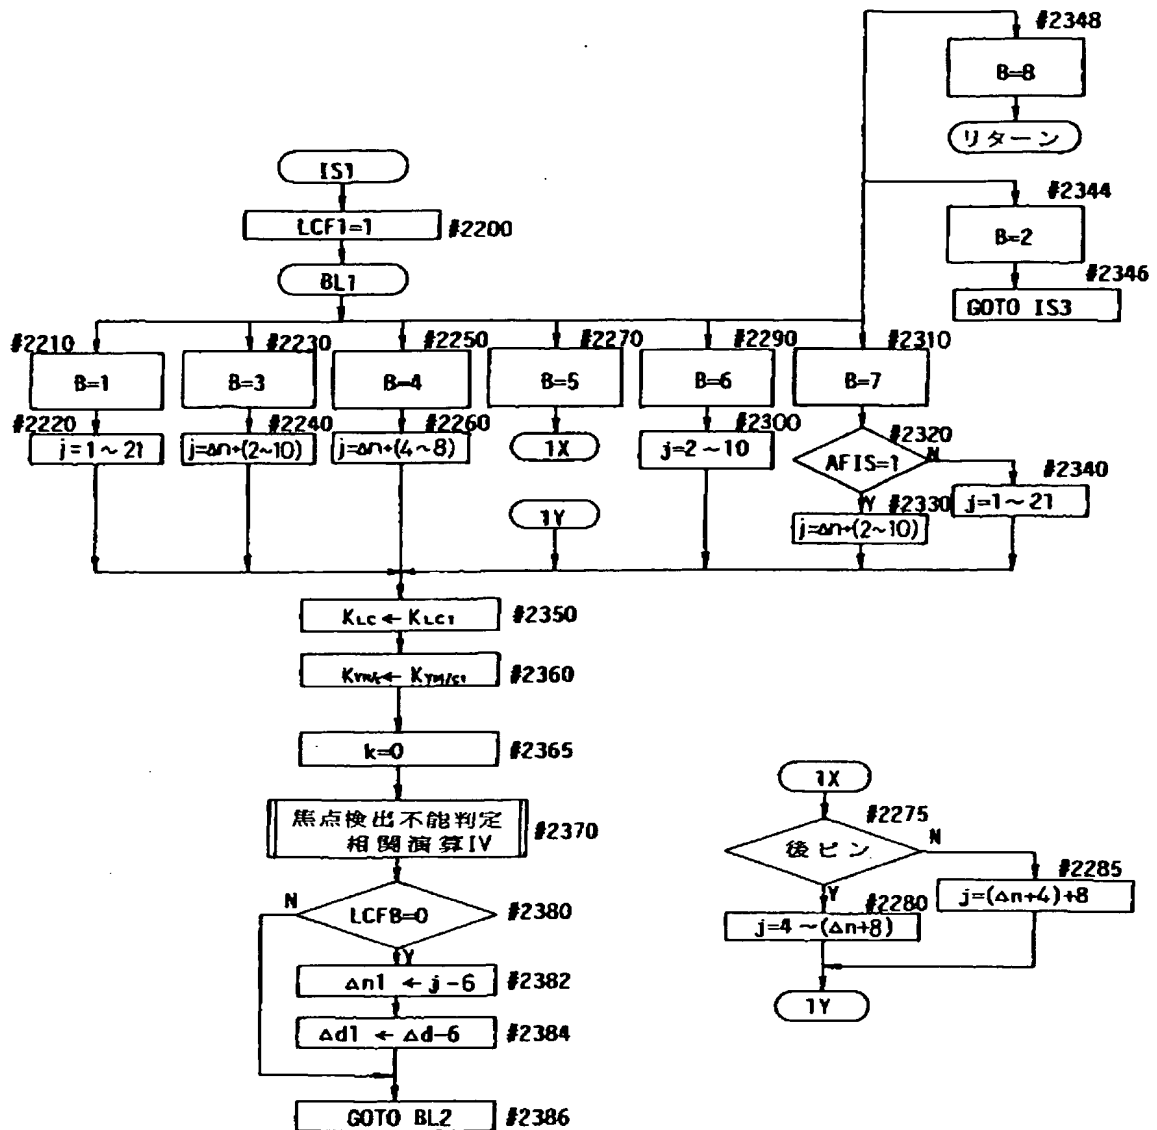 #2348
B=8
リターン
IS1
#2344
LCF1=1
#2200
B=2
BL1
#2346
GOTO IS3
#2210
#2230
#2250
#2270
#2290
#2310
B=1
B=3
B=4
B=5
B=6
B=7
#2220
#2240
#2260
#2300
#2320
j=1~21
j=Δn+(2~10)
j=Δn+(4~8)
1X
j=2~10
AFIS=1
N
#2340
Y
#2330
j=1~21
1Y
j=Δn+(2~10)
KLC←KLC1
#2350
KYM/C←KYM/C1
#2360
k=0
#2365
1X
焦点検出不能判定
相関演算IV
#2370
#2275
後ピン
N
#2285
j=(Δn+4)+8
Y
#2280
j=4~(Δn+8)
N
LCFB=0
#2380
Y
Δn1←j-6
#2382
1Y
Δd1←Δd-6
#2384
GOTO BL2
#2386